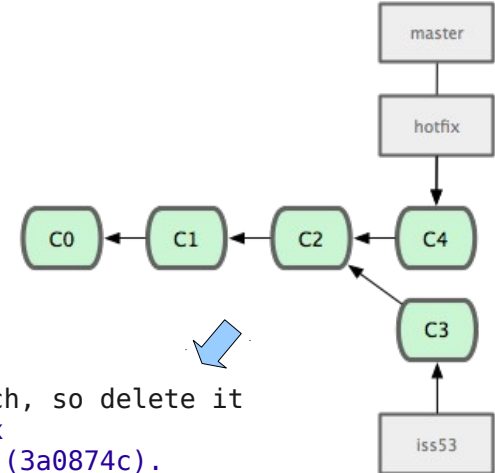 master
hotfix
C0 C1 C2 C4
C3
so delete it
(3a0874c).
iss53